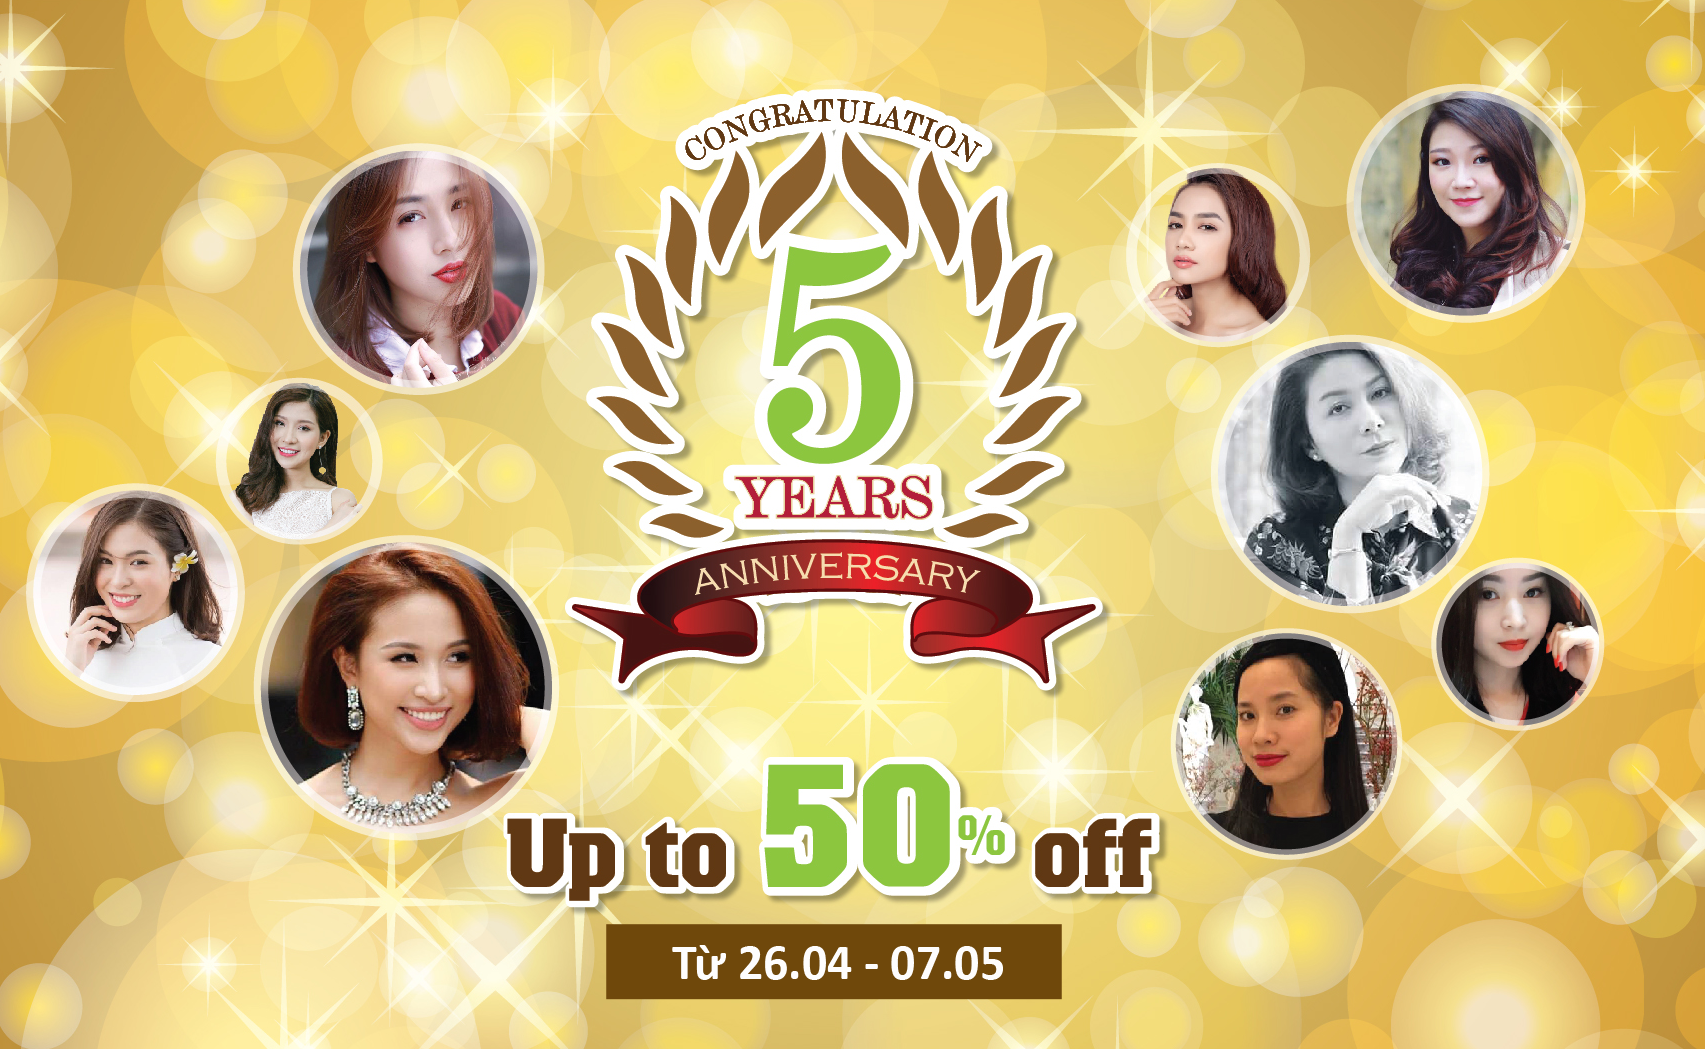 CONGRATULATION
5
YEARS
ANNIVERSARY
Up to 50% off
Từ 26.04 - 07.05